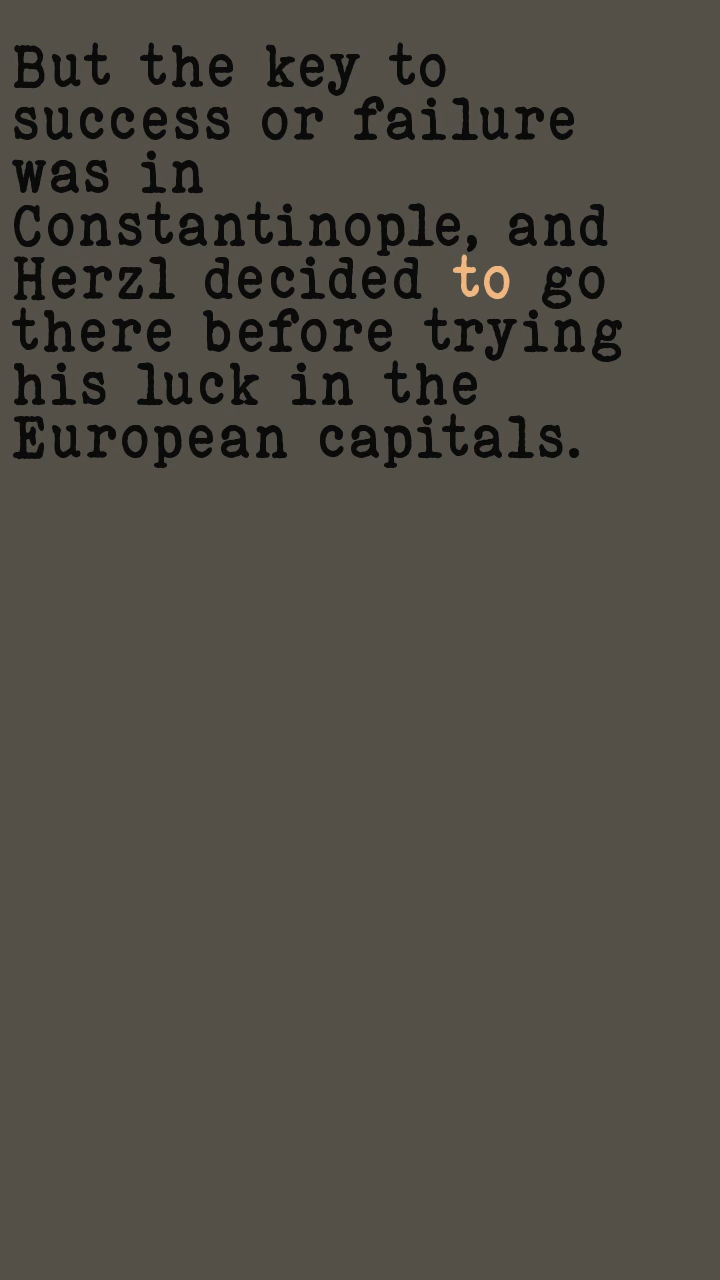 But the key to
success or failure
was in
Constantinople, and
Herzl decided to go
there before trying
his luck in the
European capitals.